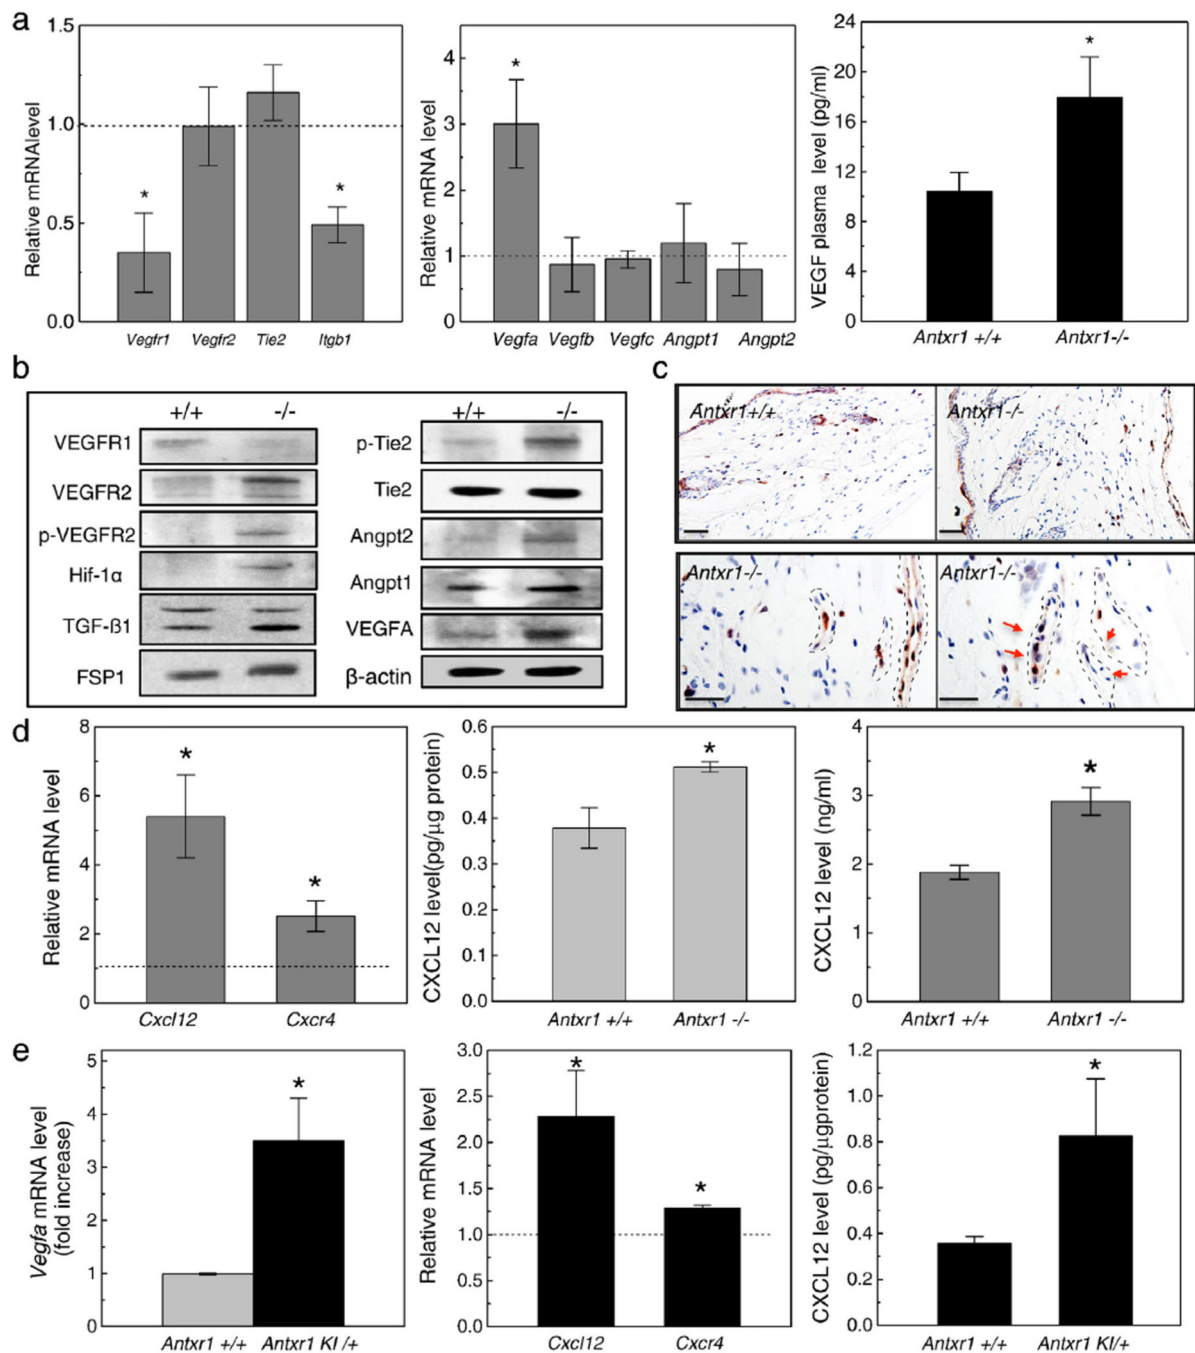 a
Relative mRNAlevel
1.5
1.0
0.5
0.0
*
*
Vegfr1 Vegfr2 Tie2 Itgb1
Relative mRNA level
4
3
2
1
0
*
Vegfa Vegfb Vegfc Angpt1 Angpt2
VEGF plasma level (pg/ml)
24
20
16
12
8
4
0
*
Antxr1 +/+ Antxr1-/-
b
+/+ -/-
VEGFR1
VEGFR2
p-VEGFR2
Hif-1α
TGF-ß1
FSP1
+/+ -/-
p-Tie2
Tie2
Angpt2
Angpt1
VEGFA
β-actin
c
Antxr1+/+ Antxr1-/-
Antxr1-/- Antxr1-/-
d
Relative mRNA level
8
6
4
2
0
*
*
Cxcl12 Cxcr4
CXCL12 level(pg/µg protein)
0.6
0.5
0.4
0.3
0.2
0.1
0.0
*
Antxr1 +/+ Antxr1 -/-
CXCL12 level (ng/ml)
4
3
2
1
0
*
Antxr1 +/+ Antxr1 -/-
e
Vegfa mRNA level
(fold increase)
5
4
3
2
1
0
*
Antxr1 +/+ Antxr1 KI /+
Relative mRNA level
3.0
2.5
2.0
1.5
1.0
0.5
0.0
*
*
Cxcl12 Cxcr4
CXCL12 level (pg/µgprotein)
1.2
1.0
0.8
0.6
0.4
0.2
0.0
*
Antxr1 +/+ Antxr1 KI/+